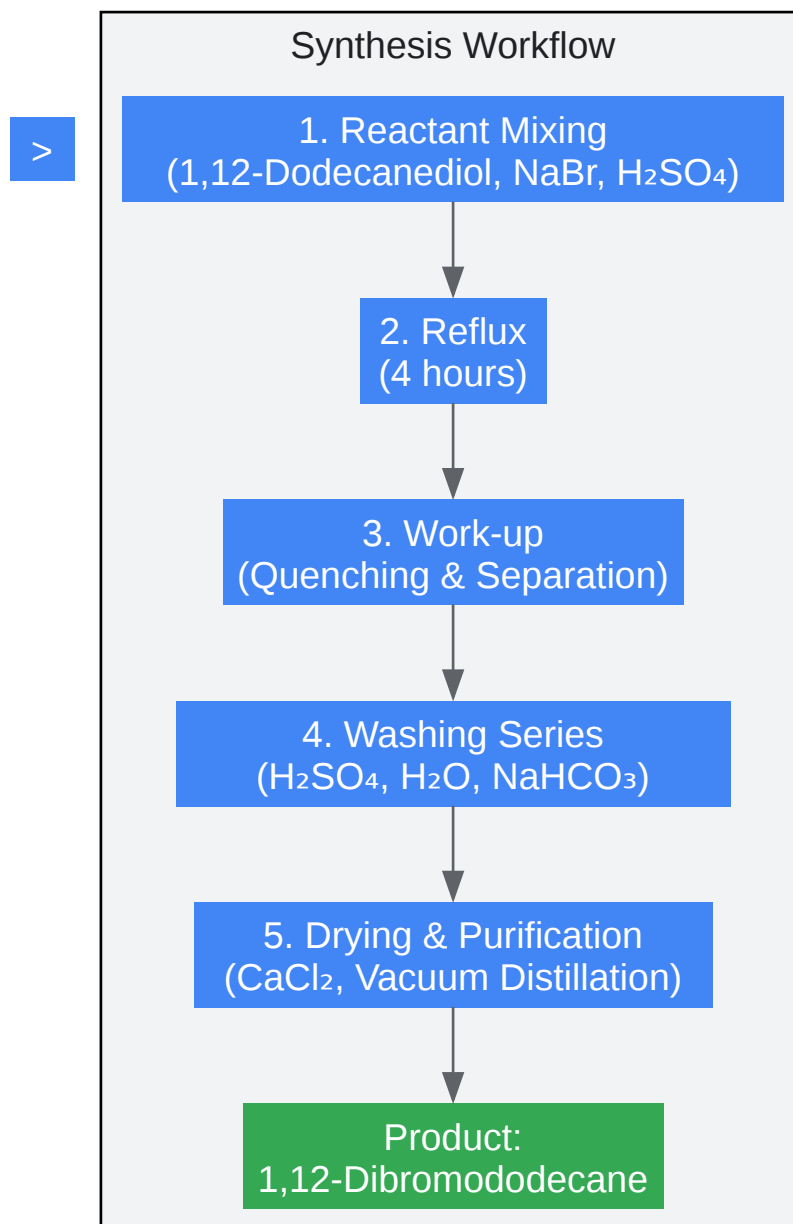 Synthesis Workflow
>
1. Reactant Mixing
(1,12-Dodecanediol, NaBr, H₂SO₄)
2. Reflux
(4 hours)
3. Work-up
(Quenching & Separation)
4. Washing Series
(H₂SO₄, H₂O, NaHCO₃)
5. Drying & Purification
(CaCl₂, Vacuum Distillation)
Product:
1,12-Dibromododecane